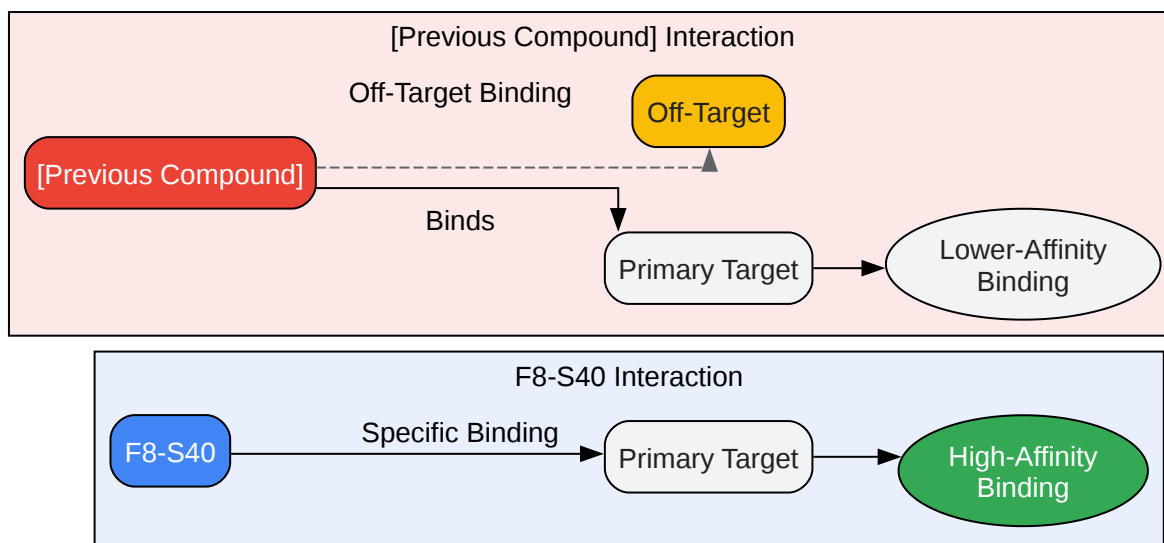 [Previous Compound] Interaction
Off-Target Binding
Off-Target
[Previous Compound]
Binds
Primary Target
Lower-Affinity
Binding
F8-S40 Interaction
F8-S40
Specific Binding
Primary Target
High-Affinity
Binding